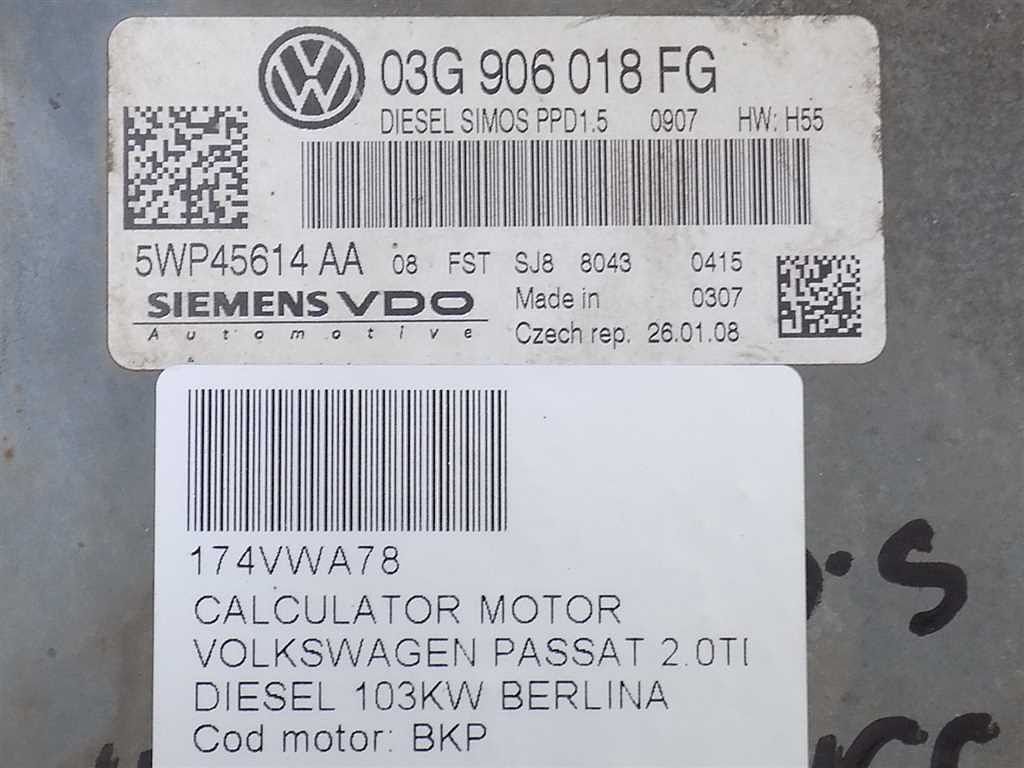 03G 906 018 FG
DIESEL SIMOS PPD1.5 0907 HW: H55
5WP45614 AA 08 FST SJ8 8043 0415
SIEMENS VDO Made in 0307
Automotive Czech rep. 26.01.08
174VWA78
CALCULATOR MOTOR
VOLKSWAGEN PASSAT 2.0TI
DIESEL 103KW BERLINA
Cod motor: BKP